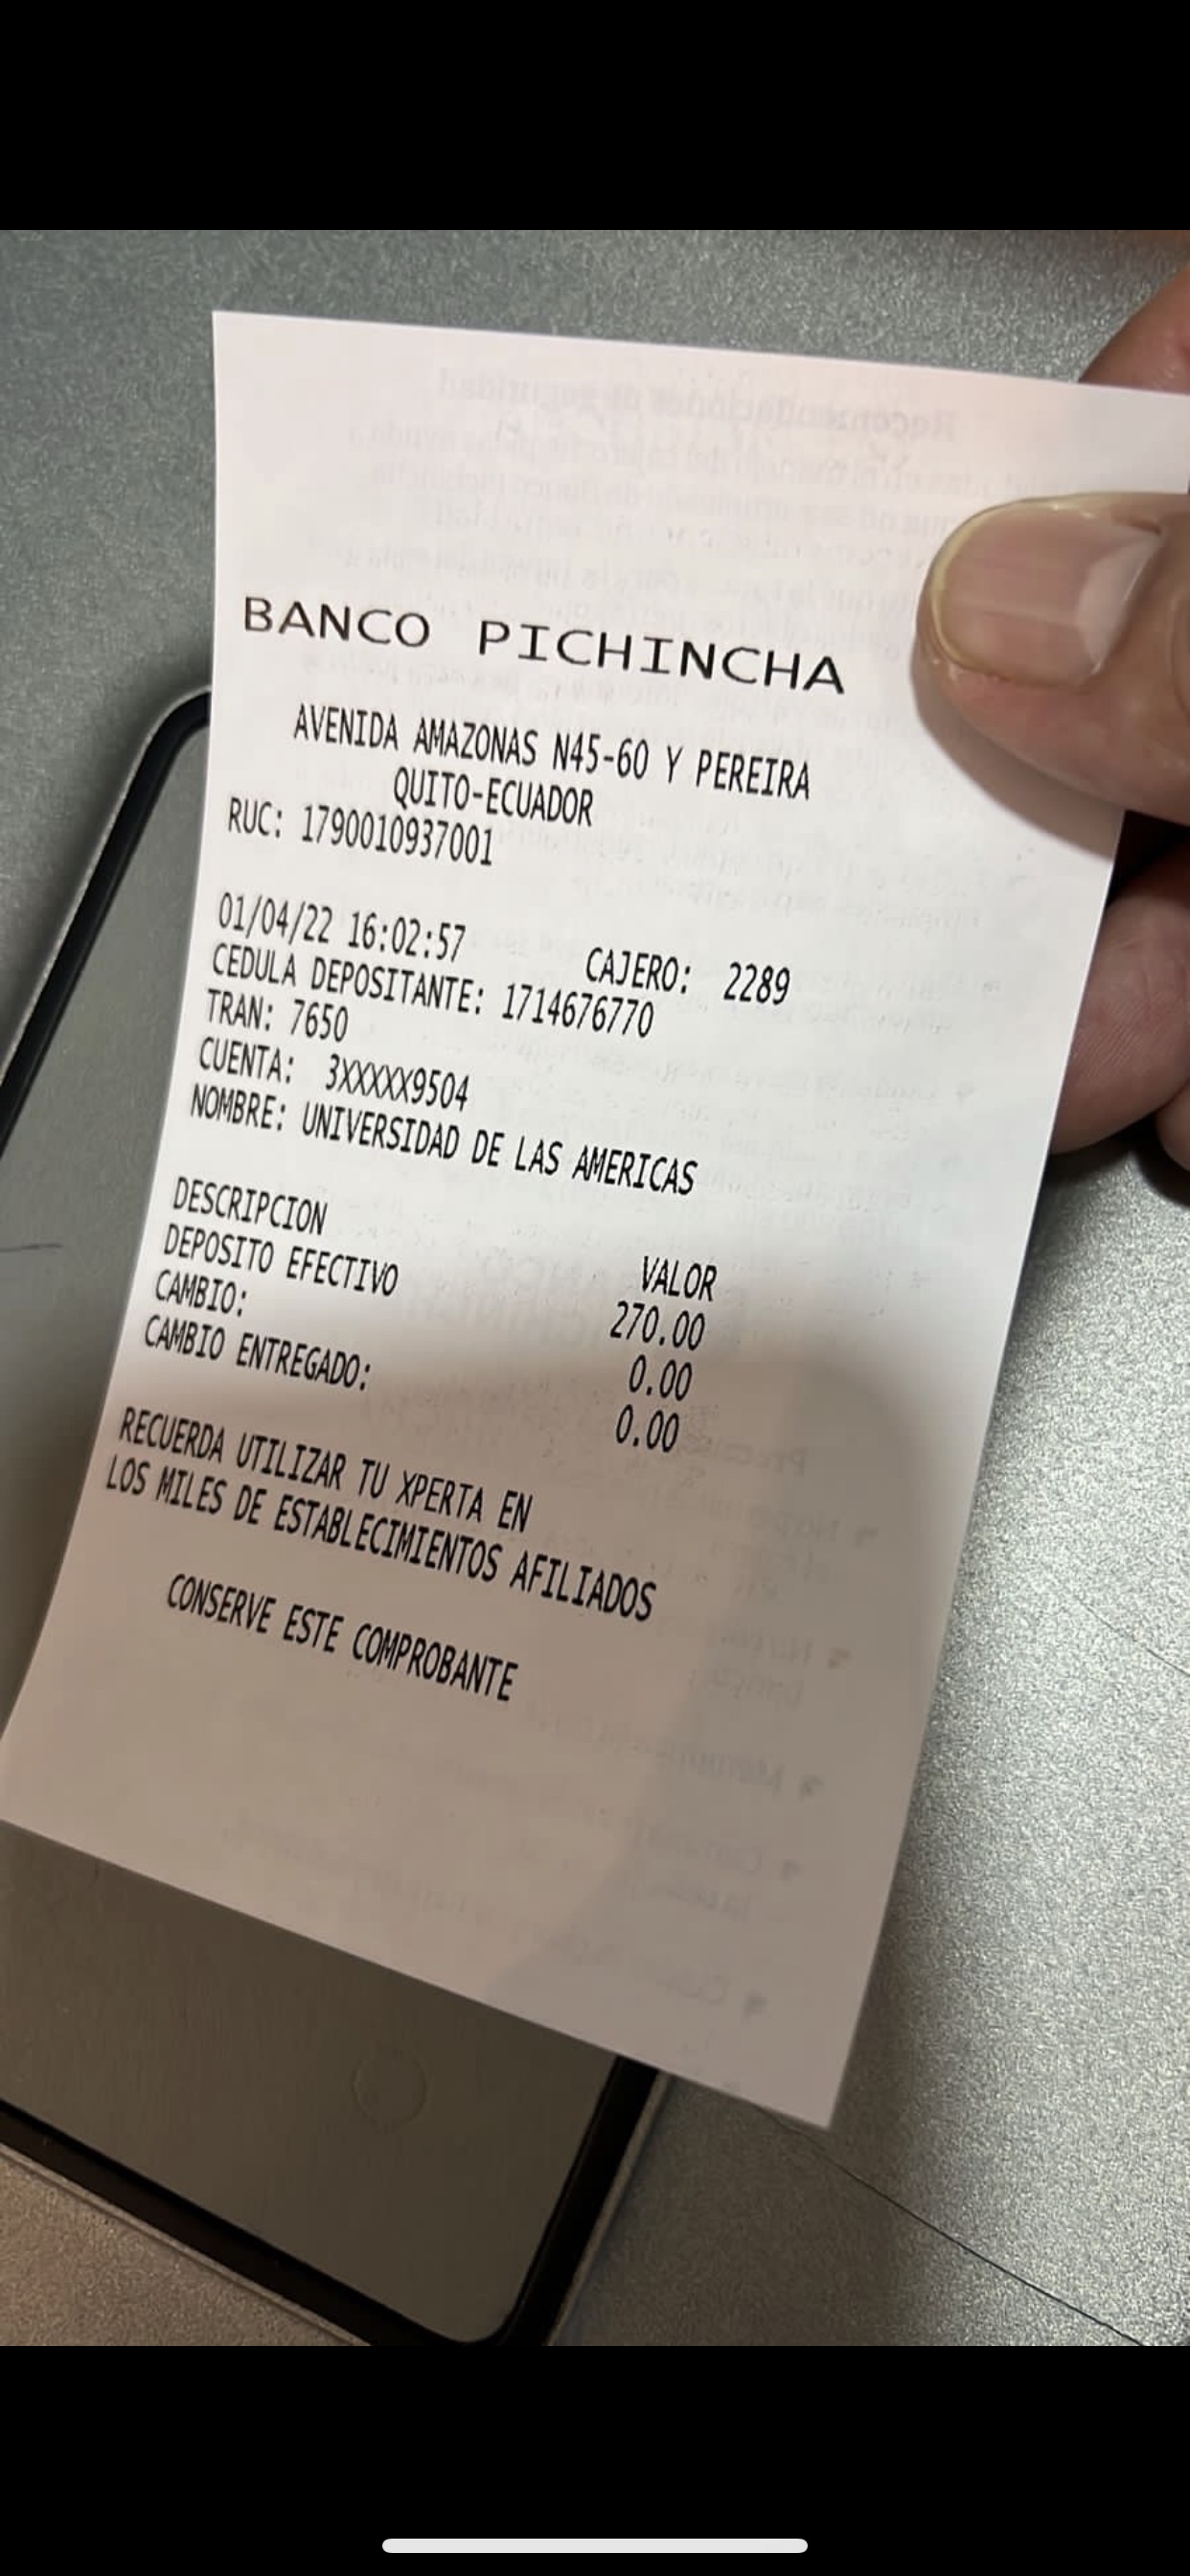 BANCO PICHINCHA
AVENIDA AMAZONAS N45-60 Y PEREIRA
QUITO-ECUADOR
RUC: 1790010937001
01/04/22 16:02:57 CAJERO: 2289
CEDULA DEPOSITANTE: 1714676770
TRAN: 7650
CUENTA: 3XXXXX9504
NOMBRE: UNIVERSIDAD DE LAS AMERICAS
DESCRIPCION VALOR
DEPOSITO EFECTIVO 270.00
CAMBIO: 0.00
CAMBIO ENTREGADO: 0.00
RECUERDA UTILIZAR TU XPERTA EN
LOS MILES DE ESTABLECIMIENTOS AFILIADOS
CONSERVE ESTE COMPROBANTE